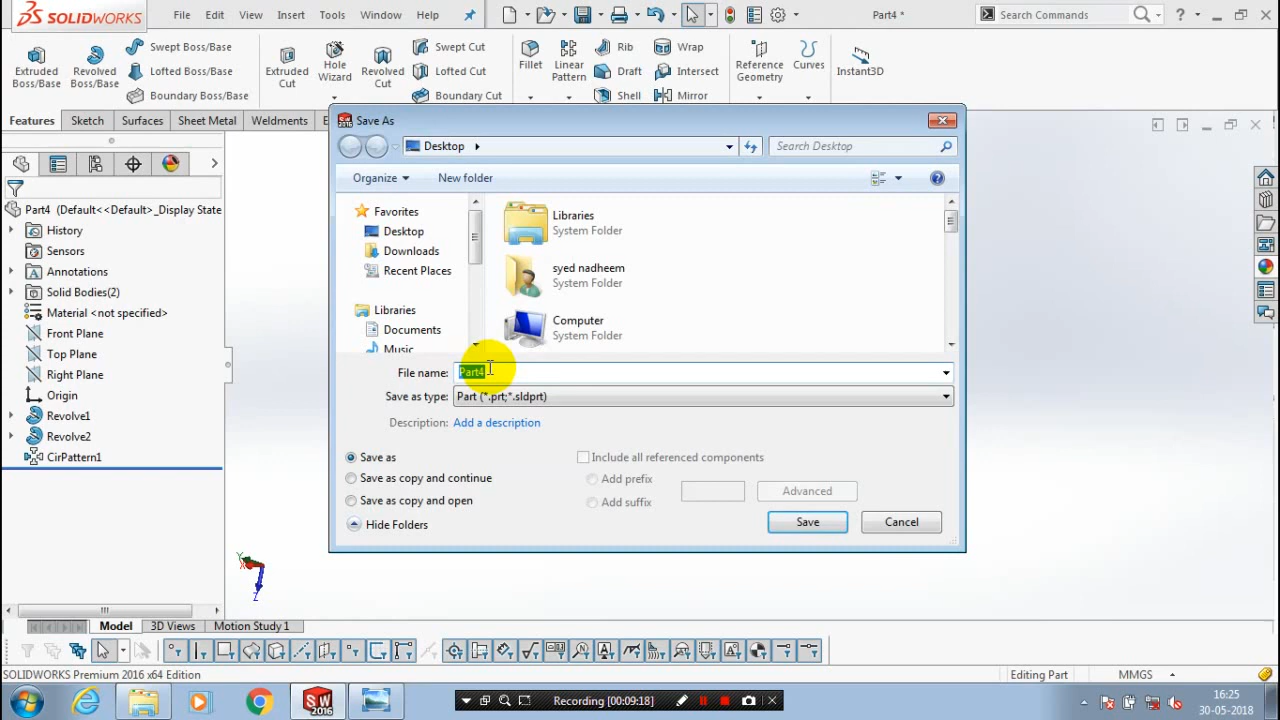 SOLIDWORKS File Edit View Insert Tools Window Help Part4 * Search Commands
Extruded Boss/Base
Revolved Boss/Base
Swept Boss/Base
Lofted Boss/Base
Boundary Boss/Base
Extruded Cut
Hole Wizard
Revolved Cut
Swept Cut
Lofted Cut
Boundary Cut
Fillet
Linear Pattern
Rib
Draft
Shell
Wrap
Intersect
Mirror
Reference Geometry
Curves
Instant3D
Features Sketch Surfaces Sheet Metal Weldments
Part4 (Default<<Default>_Display State
History
Sensors
Annotations
Solid Bodies(2)
Material <not specified>
Front Plane
Top Plane
Right Plane
Origin
Revolve1
Revolve2
CirPattern1
Save As
Desktop Search Desktop
Organize New folder
Favorites
Desktop
Downloads
Recent Places
Libraries
Documents
Music
Libraries
System Folder
syed nadheem
System Folder
Computer
System Folder
File name: Part4
Save as type: Part (*.prt;*.sldprt)
Description: Add a description
Save as
Save as copy and continue
Save as copy and open
Include all referenced components
Add prefix
Add suffix
Advanced
Hide Folders
Save Cancel
Y
X
Z
Model 3D Views Motion Study 1
SOLIDWORKS Premium 2016 x64 Edition Editing Part MMGS
SW 2016
Recording [00:09:18]
16:25
30-05-2018